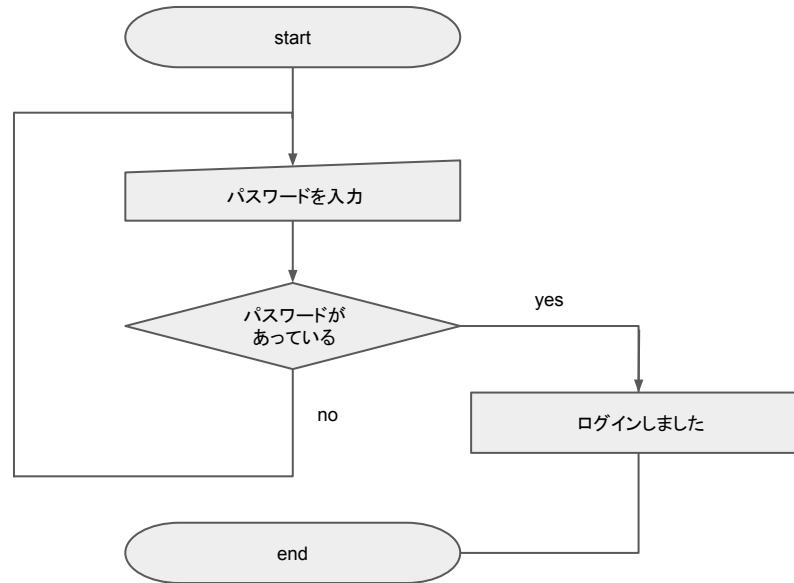 start
パスワードを入力
パスワードが
あっている
yes
no
ログインしました
end